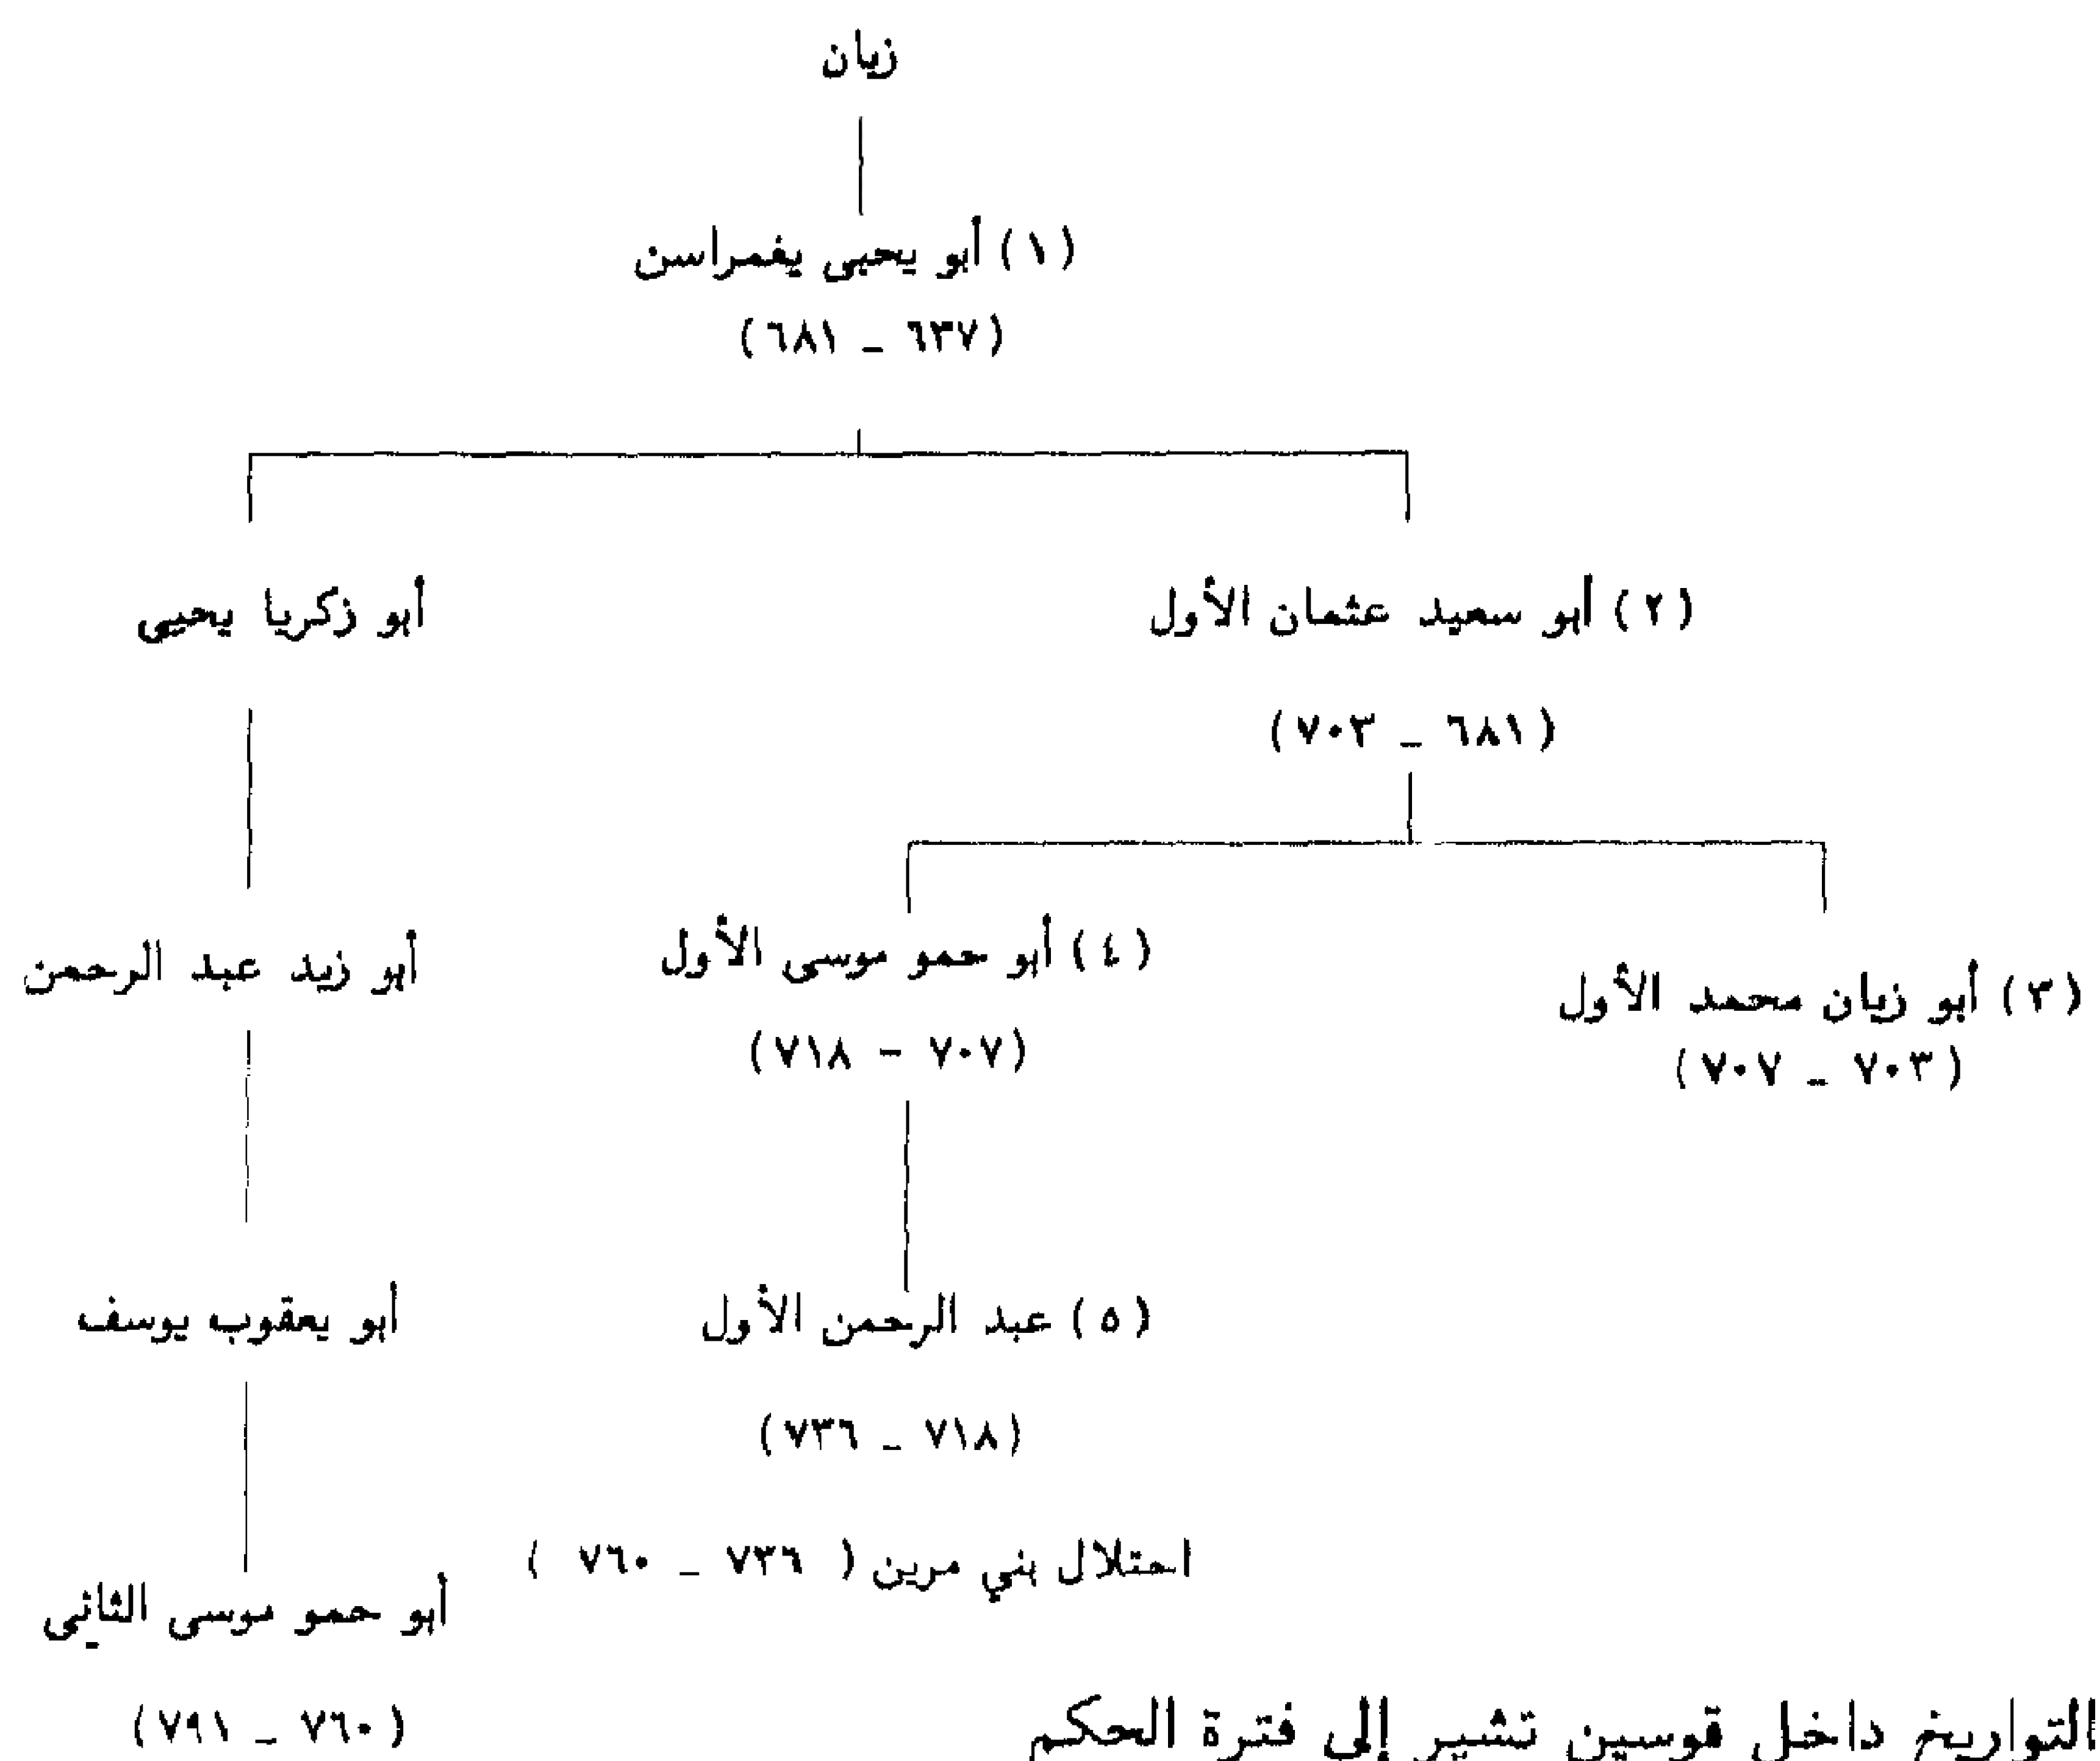 زيان
(١) أبو يحيى يغمراسن
(٦٣٧ - ٦٨١)
(٢) أبو سعيد عثمان الأول
أبو زكريا يحيى
(٦٨١ - ٧٠٣)
(٤) أبو حمو موسى الأول
أبو زيد عبد الرحمن
(٣) أبو زيان محمد الأول
(٧٠٧ - ٧١٨)
(٧٠٣ - ٧٠٧)
(٥) عبد الرحمن الأول
أبو يعقوب يوسف
(٧١٨ - ٧٣٦)
احتلال بني مرين ( ٧٣٦ - ٧٦٠ )
أبو حمو موسى الثاني
(٧٦٠ - ٧٩١)
التواريخ داخل قوسين تشير إلى فترة الحكم